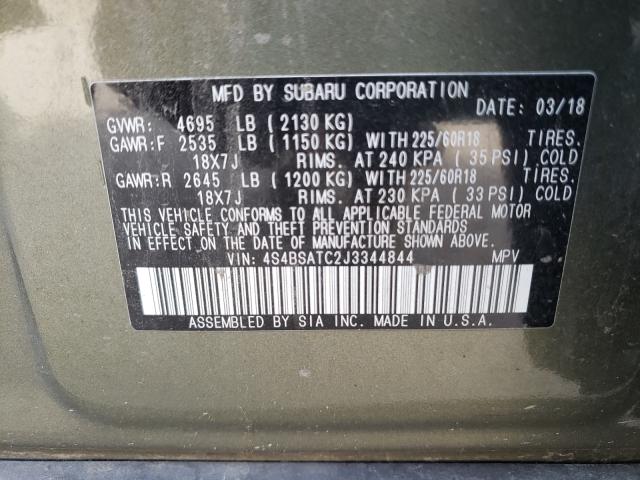 MFD BY SUBARU CORPORATION
DATE: 03/18
GVWR: 4695 LB ( 2130 KG)
GAWR:F 2535 LB ( 1150 KG) WITH 225/60R18 TIRES.
18X7J RIMS. AT 240 KPA ( 35 PSI) COLD
GAWR:R 2645 LB ( 1200 KG) WITH 225/60R18 TIRES.
18X7J RIMS. AT 230 KPA ( 33 PSI) COLD
THIS VEHICLE CONFORMS TO ALL APPLICABLE FEDERAL MOTOR
VEHICLE SAFETY AND THEFT PREVENTION STANDARDS
IN EFFECT ON THE DATE OF MANUFACTURE SHOWN ABOVE.
VIN: 4S4BSATC2J3344844 MPV
ASSEMBLED BY SIA INC. MADE IN U.S.A.